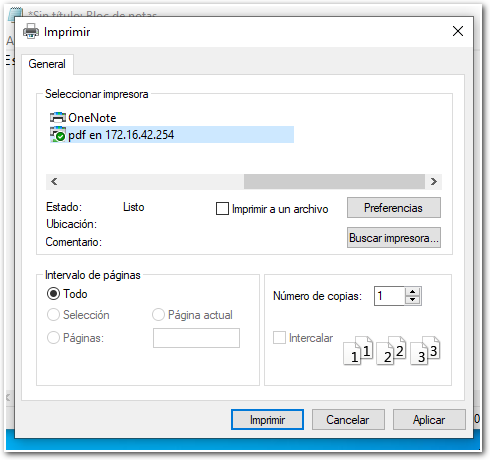 *Sin título: Bloc de notas
Imprimir
General
Seleccionar impresora
OneNote
pdf en 172.16.42.254
Estado: Listo
Imprimir a un archivo
Preferencias
Ubicación:
Comentario:
Buscar impresora...
Intervalo de páginas
Todo
Selección
Página actual
Páginas:
Número de copias: 1
Intercalar
1 1 2 2 3 3
Imprimir
Cancelar
Aplicar